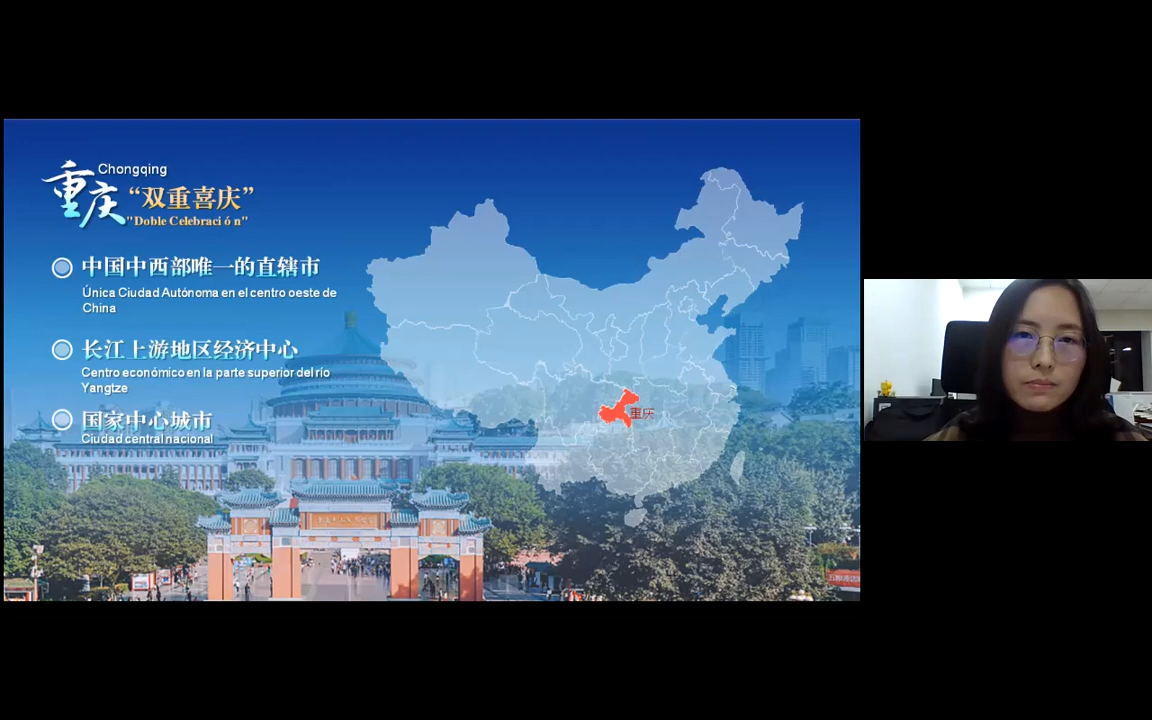 Chongqing
重庆
“双重喜庆”
"Doble Celebraci ó n"
中国中西部唯一的直辖市
Única Ciudad Autónoma en el centro oeste de
China
长江上游地区经济中心
Centro económico en la parte superior del río
Yangtze
国家中心城市
Ciudad central nacional
重庆